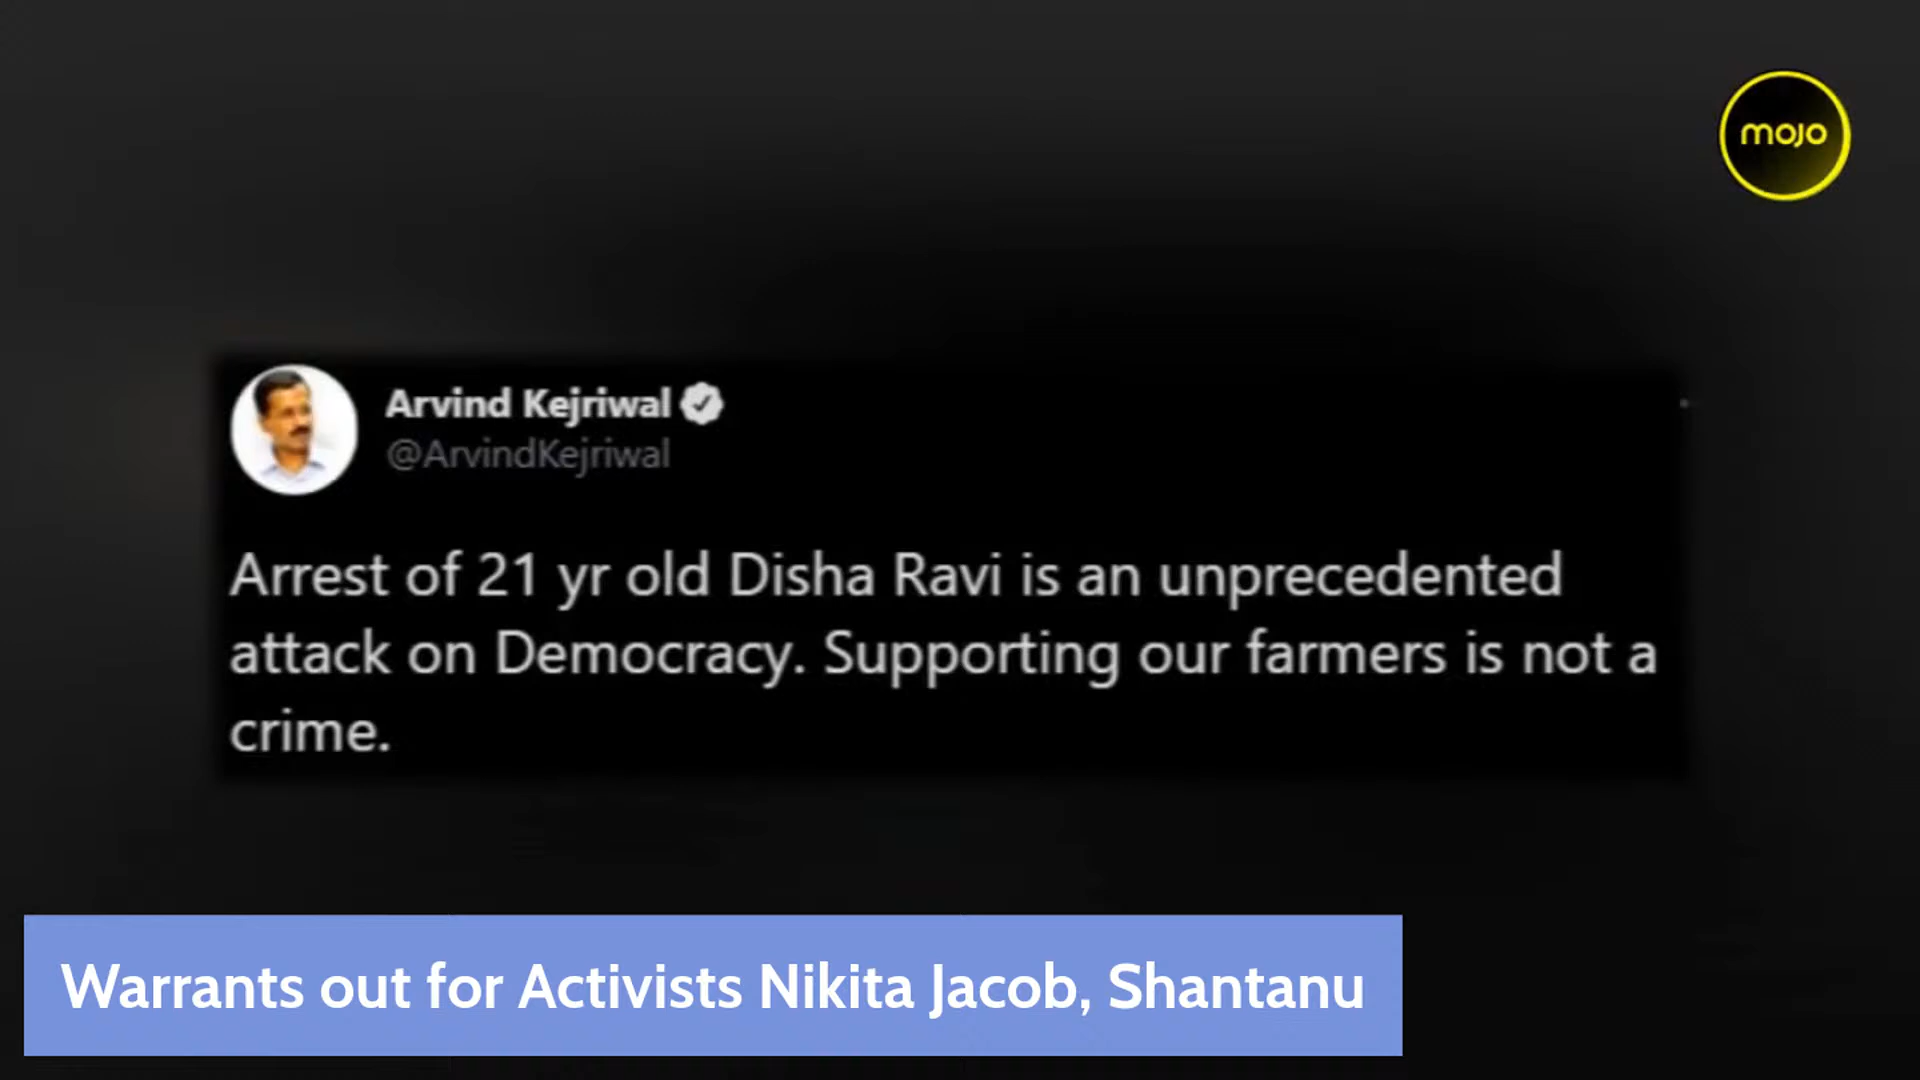 mojo
Arvind Kejriwal
@ArvindKejriwal
Arrest of 21 yr old Disha Ravi is an unprecedented
attack on Democracy. Supporting our farmers is not a
crime.
Warrants out for Activists Nikita Jacob, Shantanu